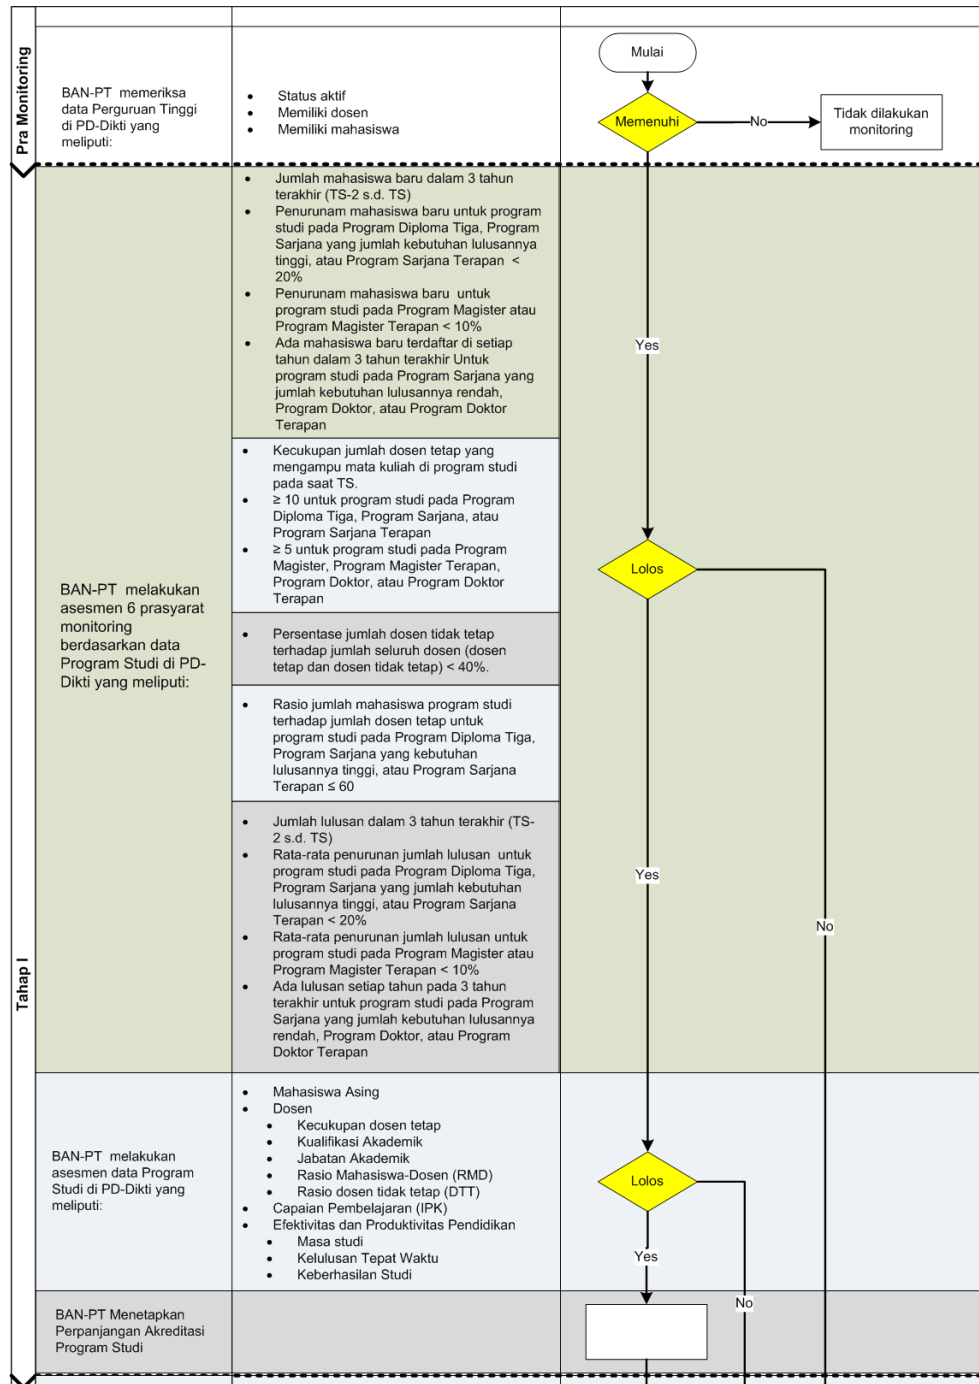 Pra Monitoring
BAN-PT memeriksa
data Perguruan Tinggi
di PD-Dikti yang
meliputi:
• Status aktif
• Memiliki dosen
• Memiliki mahasiswa
Mulai
Memenuhi
No
Tidak dilakukan
monitoring
Tahap I
BAN-PT melakukan
asesmen 6 prasyarat
monitoring
berdasarkan data
Program Studi di PD-
Dikti yang meliputi:
• Jumlah mahasiswa baru dalam 3 tahun
terakhir (TS-2 s.d. TS)
• Penurunam mahasiswa baru untuk program
studi pada Program Diploma Tiga, Program
Sarjana yang jumlah kebutuhan lulusannya
tinggi, atau Program Sarjana Terapan <
20%
• Penurunam mahasiswa baru untuk
program studi pada Program Magister atau
Program Magister Terapan < 10%
• Ada mahasiswa baru terdaftar di setiap
tahun dalam 3 tahun terakhir Untuk
program studi pada Program Sarjana yang
jumlah kebutuhan lulusannya rendah,
Program Doktor, atau Program Doktor
Terapan
Yes
• Kecukupan jumlah dosen tetap yang
mengampu mata kuliah di program studi
pada saat TS.
• ≥ 10 untuk program studi pada Program
Diploma Tiga, Program Sarjana, atau
Program Sarjana Terapan
• ≥ 5 untuk program studi pada Program
Magister, Program Magister Terapan,
Program Doktor, atau Program Doktor
Terapan
Lolos
• Persentase jumlah dosen tidak tetap
terhadap jumlah seluruh dosen (dosen
tetap dan dosen tidak tetap) < 40%.
• Rasio jumlah mahasiswa program studi
terhadap jumlah dosen tetap untuk
program studi pada Program Diploma Tiga,
Program Sarjana yang kebutuhan
lulusannya tinggi, atau Program Sarjana
Terapan ≤ 60
• Jumlah lulusan dalam 3 tahun terakhir (TS-
2 s.d. TS)
• Rata-rata penurunan jumlah lulusan untuk
program studi pada Program Diploma Tiga,
Program Sarjana yang jumlah kebutuhan
lulusannya tinggi, atau Program Sarjana
Terapan < 20%
• Rata-rata penurunan jumlah lulusan untuk
program studi pada Program Magister atau
Program Magister Terapan < 10%
• Ada lulusan setiap tahun pada 3 tahun
terakhir untuk program studi pada Program
Sarjana yang jumlah kebutuhan lulusannya
rendah, Program Doktor, atau Program
Doktor Terapan
Yes
No
BAN-PT melakukan
asesmen data Program
Studi di PD-Dikti yang
meliputi:
• Mahasiswa Asing
• Dosen
• Kecukupan dosen tetap
• Kualifikasi Akademik
• Jabatan Akademik
• Rasio Mahasiswa-Dosen (RMD)
• Rasio dosen tidak tetap (DTT)
• Capaian Pembelajaran (IPK)
• Efektivitas dan Produktivitas Pendidikan
• Masa studi
• Kelulusan Tepat Waktu
• Keberhasilan Studi
Lolos
Yes
No
BAN-PT Menetapkan
Perpanjangan Akreditasi
Program Studi